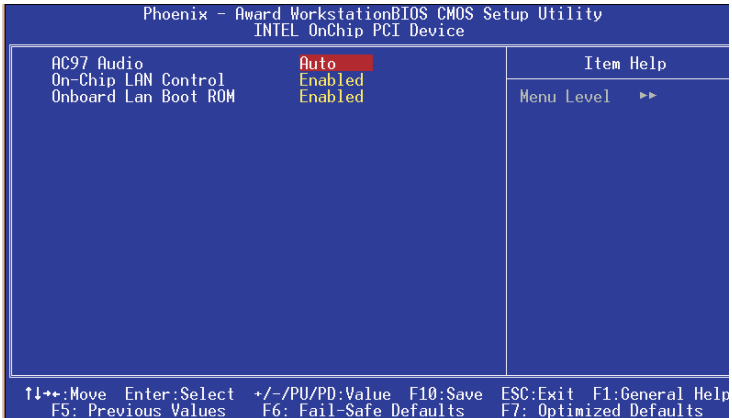 Phoenix - Award WorkstationBIOS CMOS Setup Utility
INTEL OnChip PCI Device
AC97 Audio Auto
On-Chip LAN Control Enabled
Onboard Lan Boot ROM Enabled
Item Help
Menu Level ►►
↑↓→←:Move Enter:Select +/-/PU/PD:Value F10:Save ESC:Exit F1:General Help
F5: Previous Values F6: Fail-Safe Defaults F7: Optimized Defaults